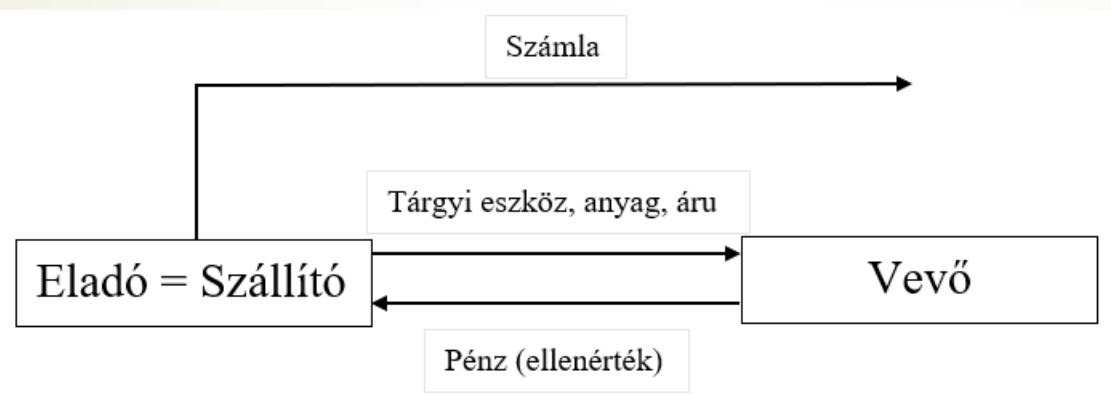 Számla
Tárgyi eszköz, anyag, áru
Eladó = Szállító
Vevő
Pénz (ellenérték)